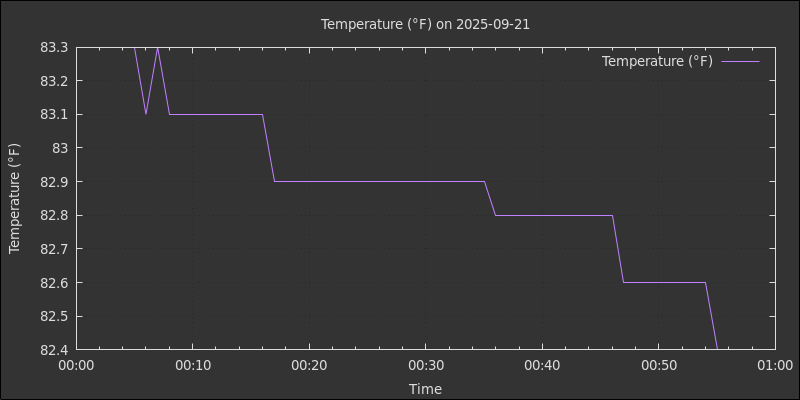 Temperature (°F) on 2025-09-21
Temperature (°F)
83.3
83.2
83.1
83
82.9
82.8
82.7
82.6
82.5
82.4
Temperature (°F)
00:00 00:10 00:20 00:30 00:40 00:50 01:00
Time